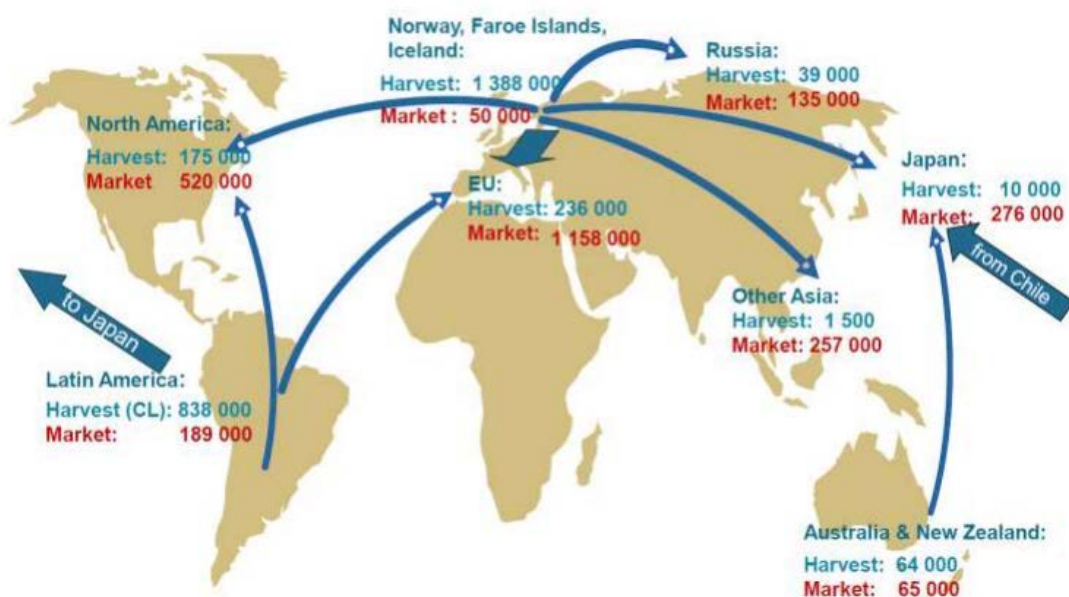 Norway, Faroe Islands,
Iceland:
Harvest: 1 388 000
Market : 50 000
Russia:
Harvest: 39 000
Market: 135 000
North America:
Harvest: 175 000
Market 520 000
EU:
Harvest: 236 000
Market: 1 158 000
Japan:
Harvest: 10 000
Market: 276 000
from Chile
to Japan
Other Asia:
Harvest: 1 500
Market: 257 000
Latin America:
Harvest (CL): 838 000
Market: 189 000
Australia & New Zealand:
Harvest: 64 000
Market: 65 000